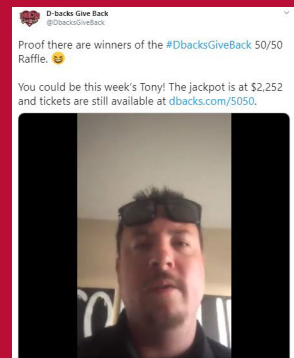 D-backs Give Back
@DbacksGiveBack
Proof there are winners of the #DbacksGiveBack 50/50
Raffle. 😆
You could be this week's Tony! The jackpot is at $2,252
and tickets are still available at dbacks.com/5050.